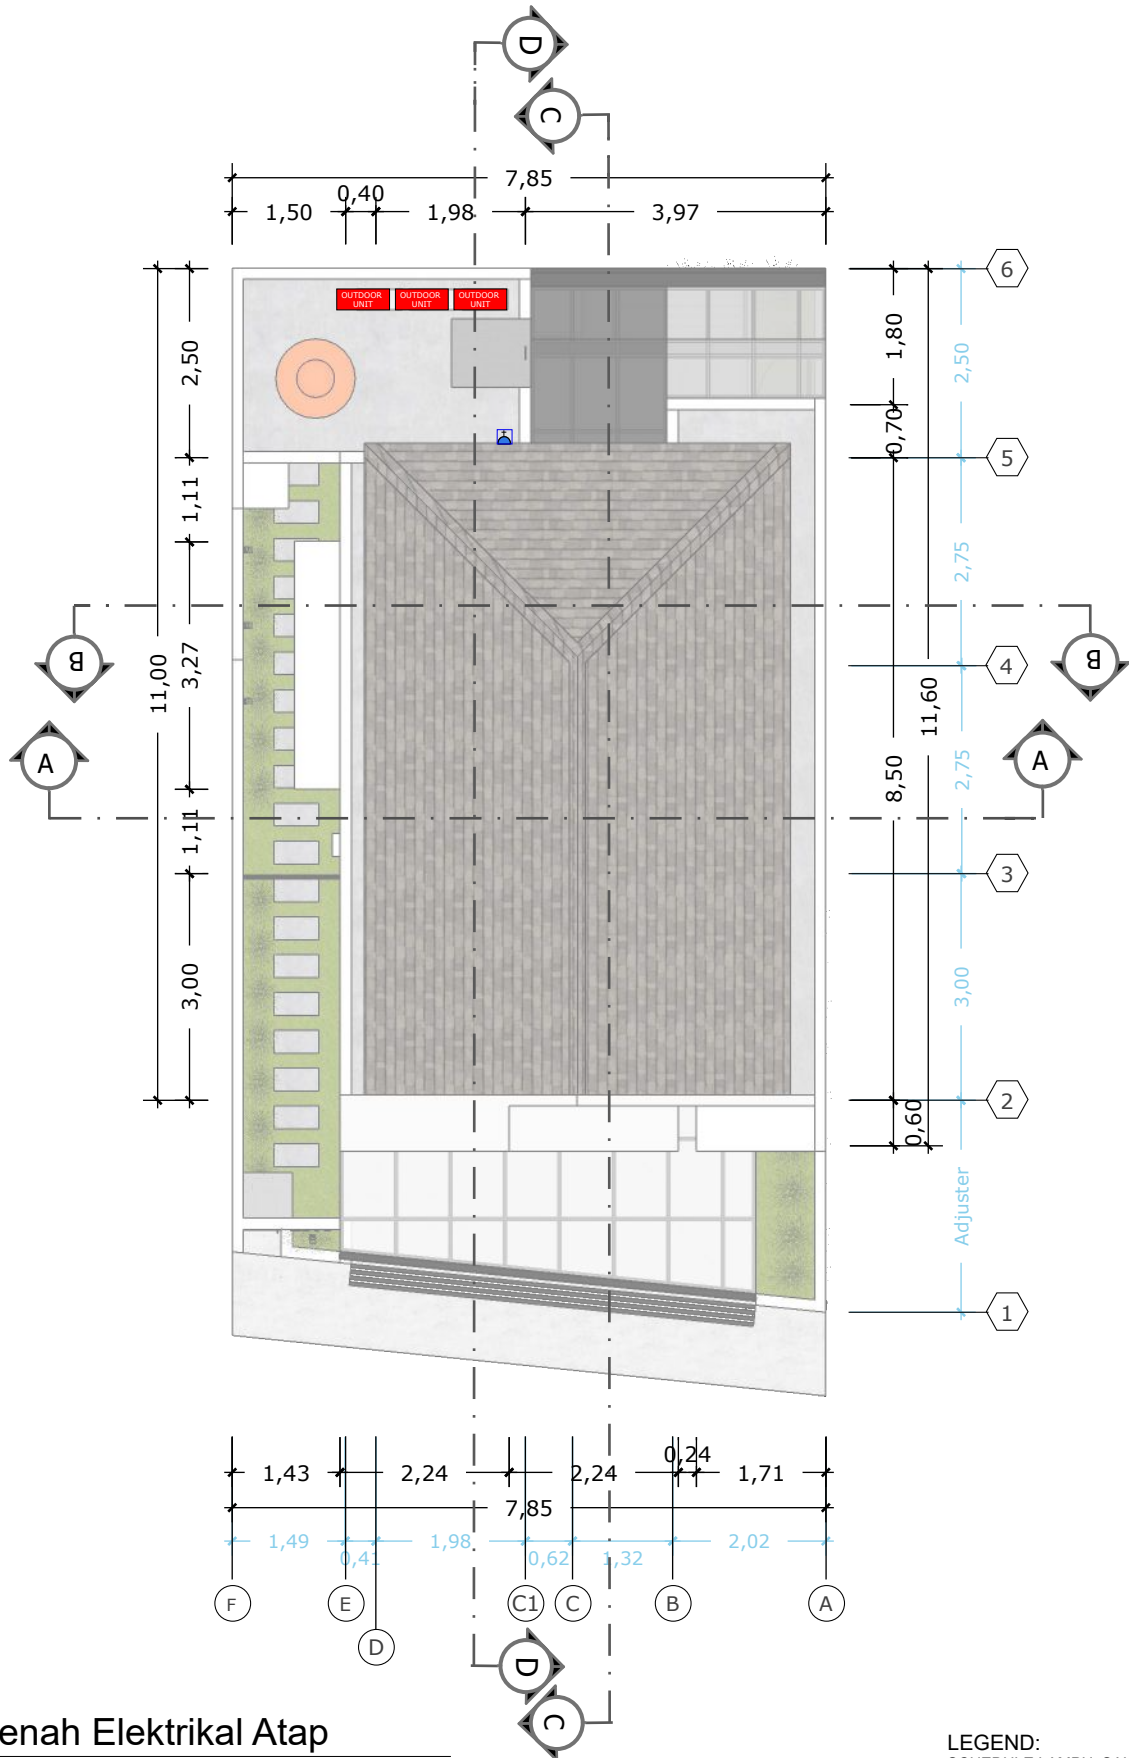 D
C
7,85
0,40
1,50
1,98
3,97
6
OUTDOOR UNIT
OUTDOOR UNIT
OUTDOOR UNIT
2,50
1,80
2,50
0,70
5
1,11
2,75
B
B
3,27
4
11,00
11,60
A
A
8,50
2,75
1,11
3
3,00
3,00
2
0,60
Adjuster
1
1,43
2,24
2,24
0,24
1,71
7,85
1,49
0,41
1,98
0,62
1,32
2,02
F
E
D
C1
C
B
A
D
C
enah Elektrikal Atap
LEGEND: